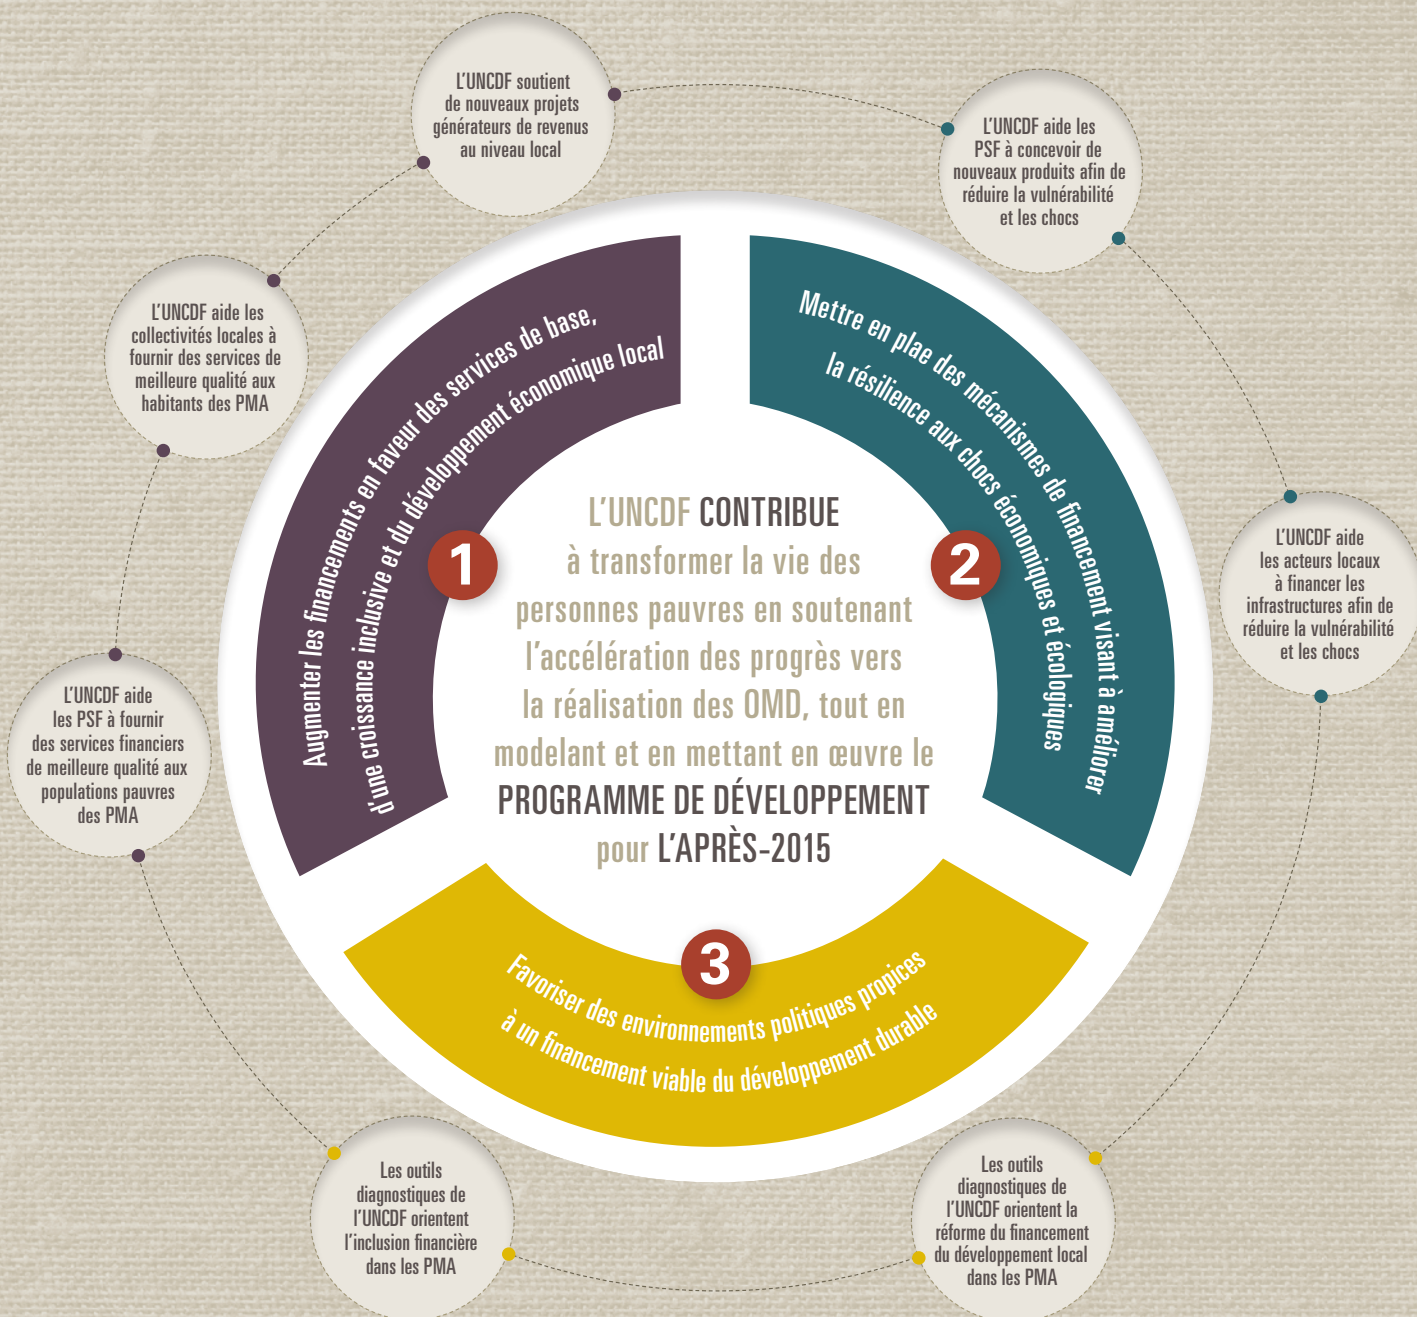 L'UNCDF soutient
de nouveaux projets
générateurs de revenus
au niveau local
L'UNCDF aide les
PSF à concevoir de
nouveaux produits afin de
réduire la vulnérabilité
et les chocs
L'UNCDF aide les
collectivités locales à
fournir des services de
meilleure qualité aux
habitants des PMA
L'UNCDF aide
les acteurs locaux
à financer les
infrastructures afin de
réduire la vulnérabilité
et les chocs
L'UNCDF aide
les PSF à fournir
des services financiers
de meilleure qualité aux
populations pauvres
des PMA
Augmenter les financements en faveur des services de base,
d'une croissance inclusive et du développement économique local
1
Mettre en plae des mécanismes de financement visant à améliorer
la résilience aux chocs économiques et écologiques
2
L'UNCDF CONTRIBUE
à transformer la vie des
personnes pauvres en soutenant
l'accélération des progrès vers
la réalisation des OMD, tout en
modelant et en mettant en œuvre le
PROGRAMME DE DÉVELOPPEMENT
pour L'APRÈS-2015
3
Favoriser des environnements politiques propices
à un financement viable du développement durable
Les outils
diagnostiques de
l'UNCDF orientent
l'inclusion financière
dans les PMA
Les outils
diagnostiques de
l'UNCDF orientent la
réforme du financement
du développement local
dans les PMA